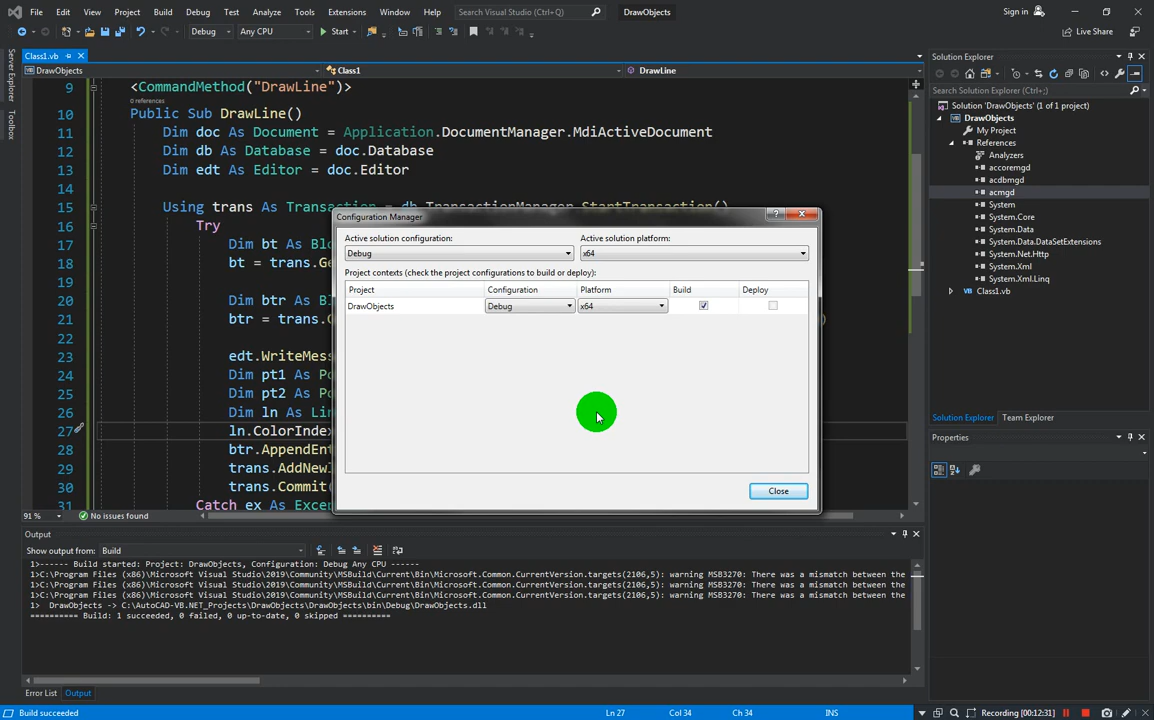 File Edit View Project Build Debug Test Analyze Tools Extensions Window Help Search Visual Studio (Ctrl+Q) DrawObjects Sign in
Debug Any CPU Start Live Share
Server Explorer
Toolbox
Class1.vb
DrawObjects Class1 DrawLine
9 <CommandMethod("DrawLine")>
0 references
10 Public Sub DrawLine()
11 Dim doc As Document = Application.DocumentManager.MdiActiveDocument
12 Dim db As Database = doc.Database
13 Dim edt As Editor = doc.Editor
14
15 Using trans As Transaction = db.TransactionManager.StartTransaction()
16 Try
17 Dim bt As Blo
18 bt = trans.Ge
19
20 Dim btr As Bl
21 btr = trans.
22
23 edt.WriteMess
24 Dim pt1 As Po
25 Dim pt2 As Po
26 Dim ln As Lin
27 ln.ColorIndex
28 btr.AppendEnt
29 trans.AddNew
30 trans.Commit(
31 Catch ex As Excep
91 % No issues found
Configuration Manager
Active solution configuration: Active solution platform:
Debug x64
Project contexts (check the project configurations to build or deploy):
Project Configuration Platform Build Deploy
DrawObjects Debug x64
Close
Solution Explorer
Search Solution Explorer (Ctrl+;)
Solution 'DrawObjects' (1 of 1 project)
DrawObjects
My Project
References
Analyzers
accoremgd
acdbmgd
acmgd
System
System.Core
System.Data
System.Data.DataSetExtensions
System.Net.Http
System.Xml
System.Xml.Linq
Class1.vb
Solution Explorer Team Explorer
Properties
Output
Show output from: Build
1>------ Build started: Project: DrawObjects, Configuration: Debug Any CPU ------
1>C:\Program Files (x86)\Microsoft Visual Studio\2019\Community\MSBuild\Current\Bin\Microsoft.Common.CurrentVersion.targets(2106,5): warning MSB3270: There was a mismatch between the
1>C:\Program Files (x86)\Microsoft Visual Studio\2019\Community\MSBuild\Current\Bin\Microsoft.Common.CurrentVersion.targets(2106,5): warning MSB3270: There was a mismatch between the
1>C:\Program Files (x86)\Microsoft Visual Studio\2019\Community\MSBuild\Current\Bin\Microsoft.Common.CurrentVersion.targets(2106,5): warning MSB3270: There was a mismatch between the
1> DrawObjects -> C:\AutoCAD-VB.NET_Projects\DrawObjects\DrawObjects\bin\Debug\DrawObjects.dll
========== Build: 1 succeeded, 0 failed, 0 up-to-date, 0 skipped ==========
Error List Output
Build succeeded Ln 27 Col 34 Ch 34 INS Recording [00:12:31]